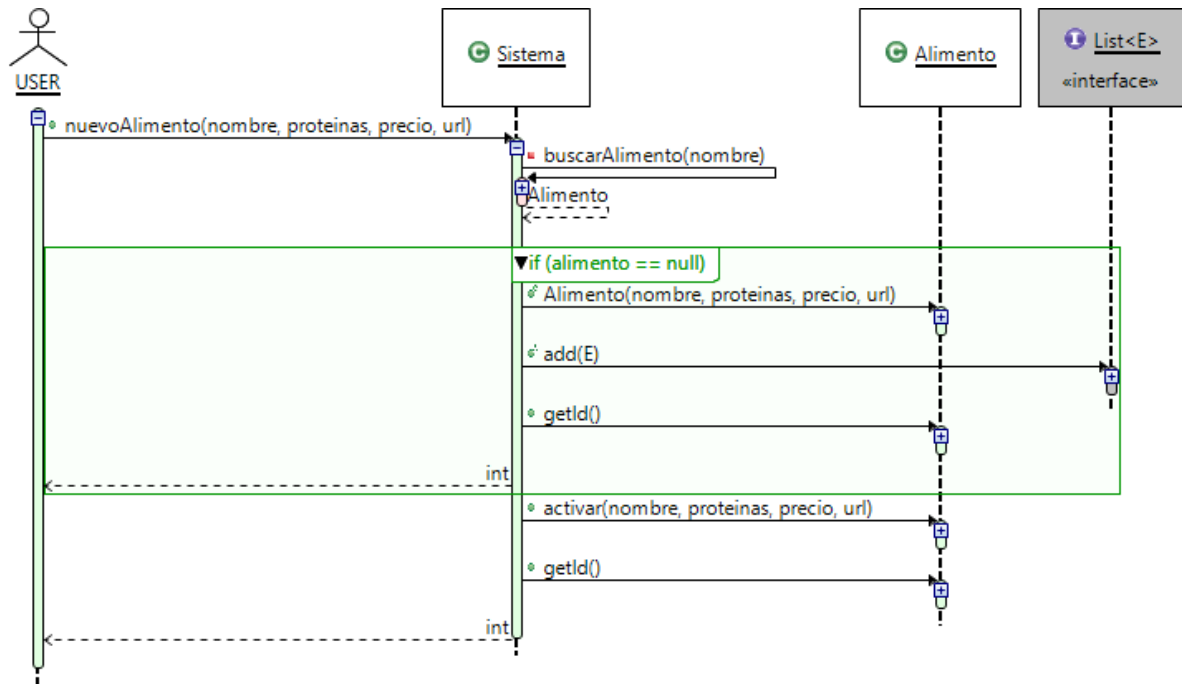 USER
C Sistema
C Alimento
I List<E>
«interface»
nuevoAlimento(nombre, proteinas, precio, url)
buscarAlimento(nombre)
Alimento
if (alimento == null)
Alimento(nombre, proteinas, precio, url)
add(E)
getId()
int
activar(nombre, proteinas, precio, url)
getId()
int